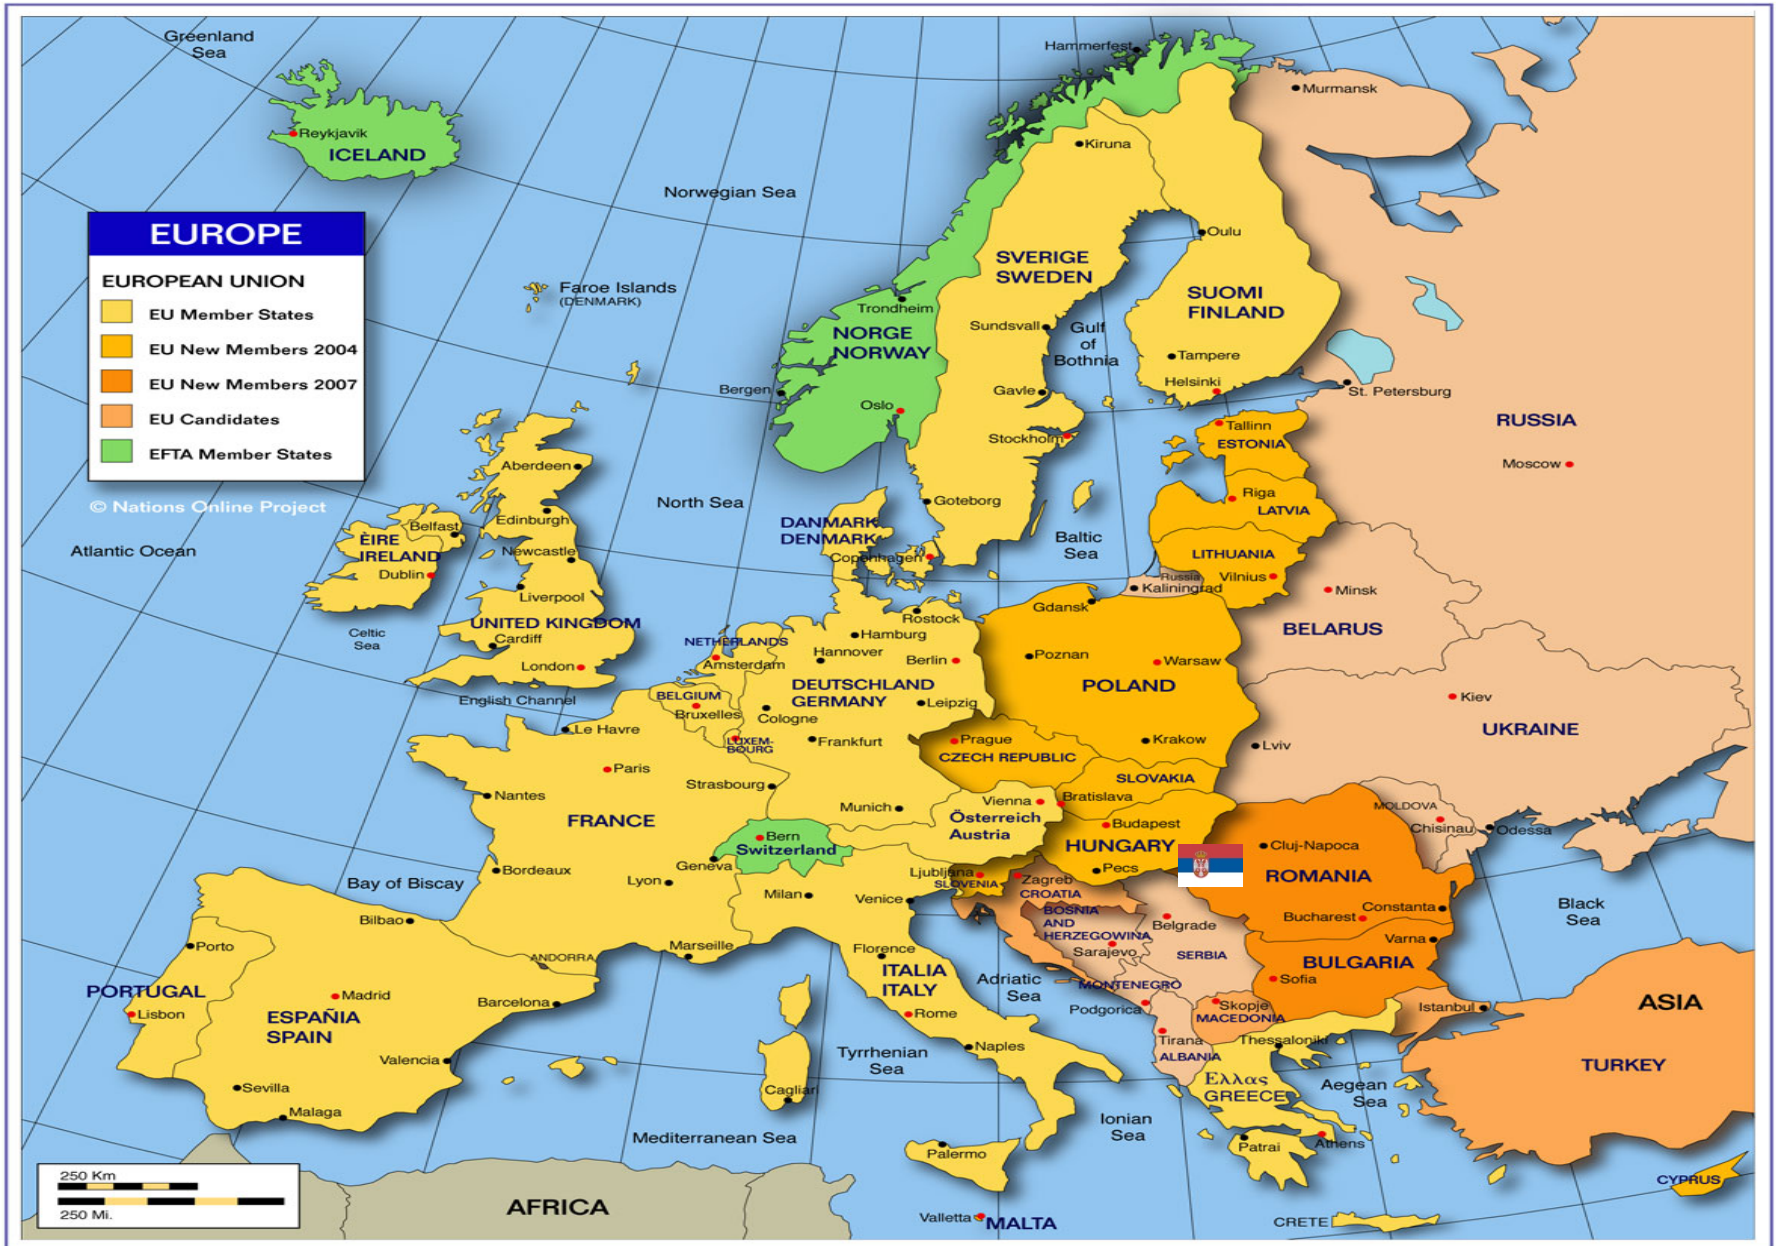 Greenland
Sea
Hammerfest
Murmansk
Reykjavik
ICELAND
Kiruna
Norwegian Sea
EUROPE
EUROPEAN UNION
EU Member States
EU New Members 2004
EU New Members 2007
EU Candidates
EFTA Member States
© Nations Online Project
Oulu
SVERIGE
SWEDEN
Faroe Islands
(DENMARK)
SUOMI
FINLAND
Trondheim
NORGE
NORWAY
Sundsvall
Gulf
of
Bothnia
Tampere
Helsinki
Bergen
Gavle
St. Petersburg
Oslo
RUSSIA
Stockholm
Tallinn
ESTONIA
Moscow
Aberdeen
North Sea
Goteborg
Riga
LATVIA
Edinburgh
Belfast
DANMARK
DENMARK
Baltic
Sea
Atlantic Ocean
ÈIRE
IRELAND
Newcastle
Copenhagen
LITHUANIA
Dublin
Russia
Vilnius
Kaliningrad
Minsk
Liverpool
Gdansk
Rostock
Celtic
Sea
UNITED KINGDOM
Cardiff
Hamburg
BELARUS
NETHERLANDS
Amsterdam
Hannover
Berlin
Poznan
Warsaw
London
DEUTSCHLAND
GERMANY
POLAND
English Channel
BELGIUM
Bruxelles
Cologne
Leipzig
Kiev
Le Havre
LUXEM-
BOURG
Frankfurt
Prague
CZECH REPUBLIC
Krakow
Lviv
UKRAINE
Paris
SLOVAKIA
Strasbourg
Nantes
Munich
Vienna
Bratislava
Österreich
Austria
MOLDOVA
Chisinau
Odessa
FRANCE
Budapest
HUNGARY
Bern
Switzerland
Geneva
Cluj-Napoca
Bordeaux
Lyon
Pecs
ROMANIA
Bay of Biscay
Ljubljana
SLOVENIA
Zagreb
CROATIA
Milan
Venice
Constanta
Black
Sea
Bilbao
BOSNIA
AND
HERZEGOWINA
Belgrade
Bucharest
Porto
Marseille
Florence
Sarajevo
SERBIA
Varna
ANDORRA
ITALIA
ITALY
Adriatic
Sea
BULGARIA
Sofia
PORTUGAL
Madrid
MONTENEGRO
Lisbon
Barcelona
Rome
Podgorica
Skopje
MACEDONIA
Istanbul
ASIA
ESPAÑIA
SPAIN
Tirana
ALBANIA
Thessaloniki
Valencia
Tyrrhenian
Sea
Naples
TURKEY
Ελλας
GREECE
Aegean
Sea
Sevilla
Cagliari
Malaga
Ionian
Sea
Mediterranean Sea
Palermo
Patrai
Athens
250 Km
250 Mi.
CYPRUS
AFRICA
Valletta
MALTA
CRETE